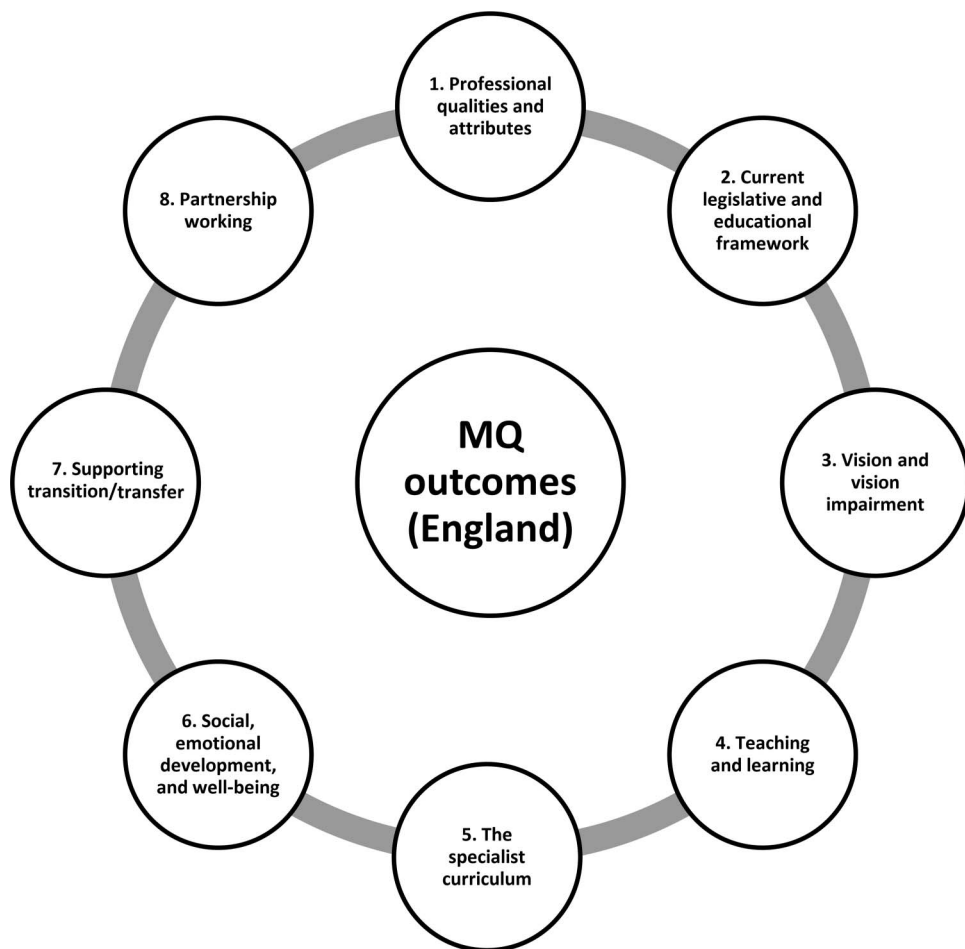 1. Professional
qualities and
attributes
2. Current
legislative and
educational
framework
3. Vision and
vision
impairment
4. Teaching
and learning
5. The
specialist
curriculum
6. Social,
emotional
development,
and well-being
7. Supporting
transition/transfer
8. Partnership
working
MQ
outcomes
(England)